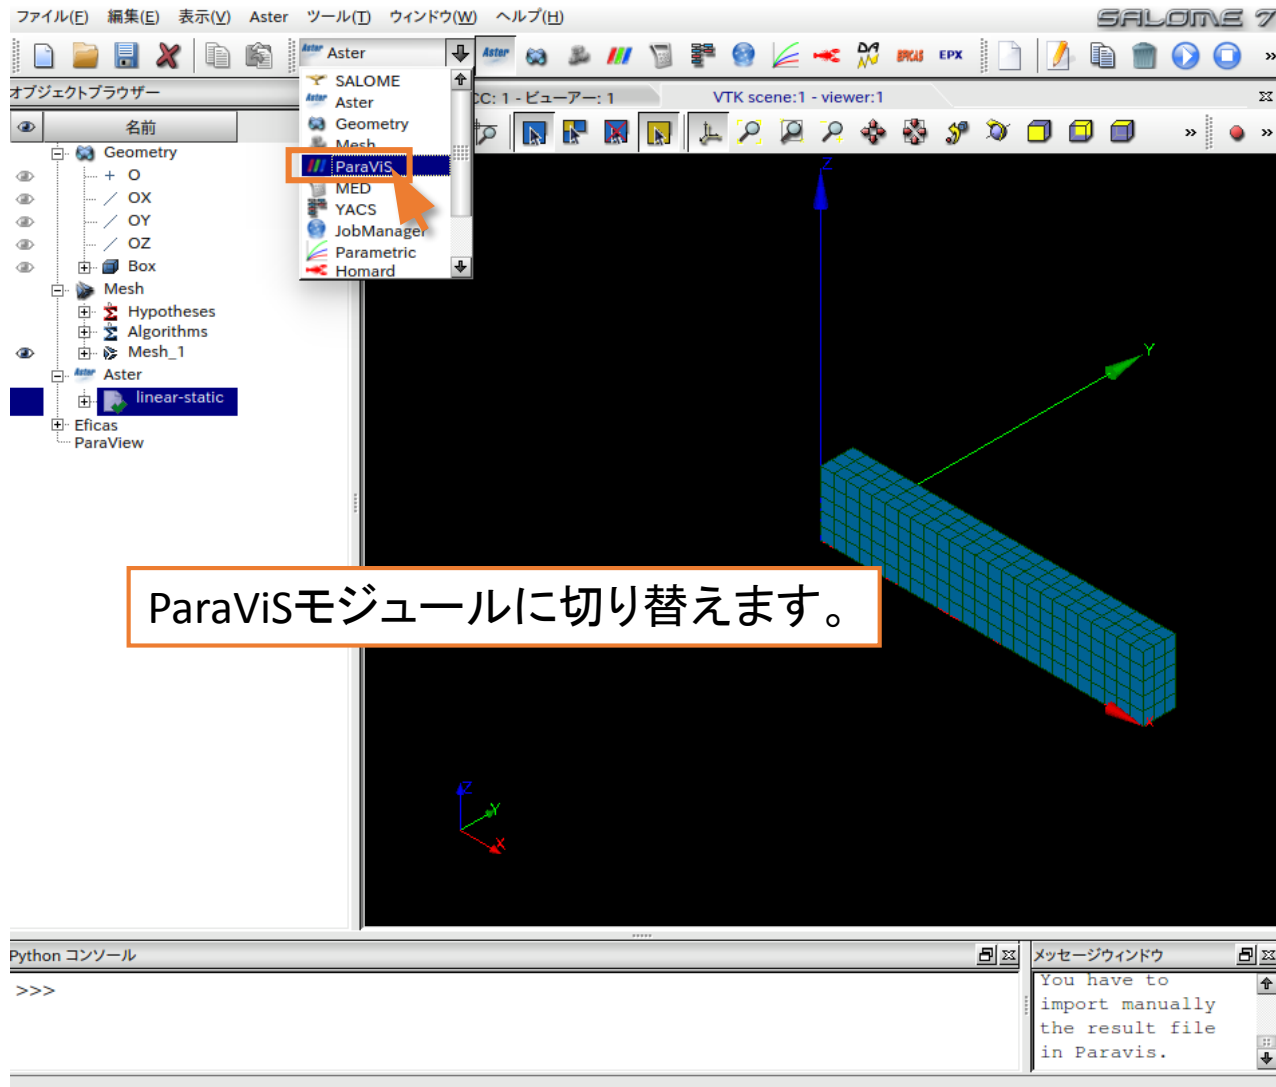 ファイル(F) 編集(E) 表示(V) Aster ツール(T) ウィンドウ(W) ヘルプ(H) SALOME 7
Aster Aster EFICAS EPX »
オブジェクトブラウザー
CC: 1 - ビューアー: 1
VTK scene:1 - viewer:1
名前
» »
SALOME
Aster Aster
Geometry
Mesh
ParaViS
MED
YACS
JobManager
Parametric
Homard
Geometry
O
OX
OY
OZ
Box
Mesh
Hypotheses
Algorithms
Mesh_1
Aster Aster
linear-static
Eficas
ParaView
Z
Y
X
ParaViSモジュールに切り替えます。
Z
Y
X
Python コンソール
>>>
メッセージウィンドウ
You have to
import manually
the result file
in Paravis.